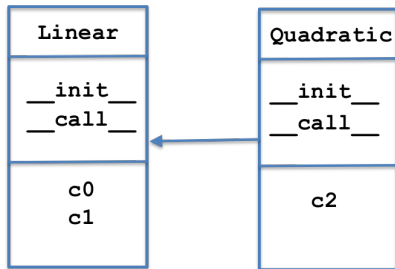 Linear
__init__
__call__
c0
c1
Quadratic
__init__
__call__
c2